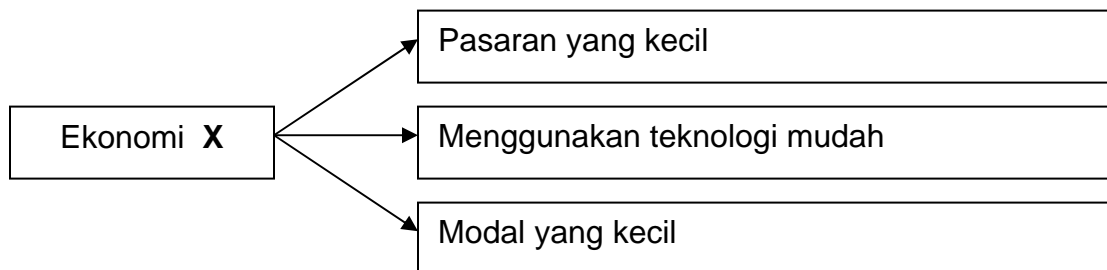 Pasaran yang kecil
Ekonomi X
Menggunakan teknologi mudah
Modal yang kecil